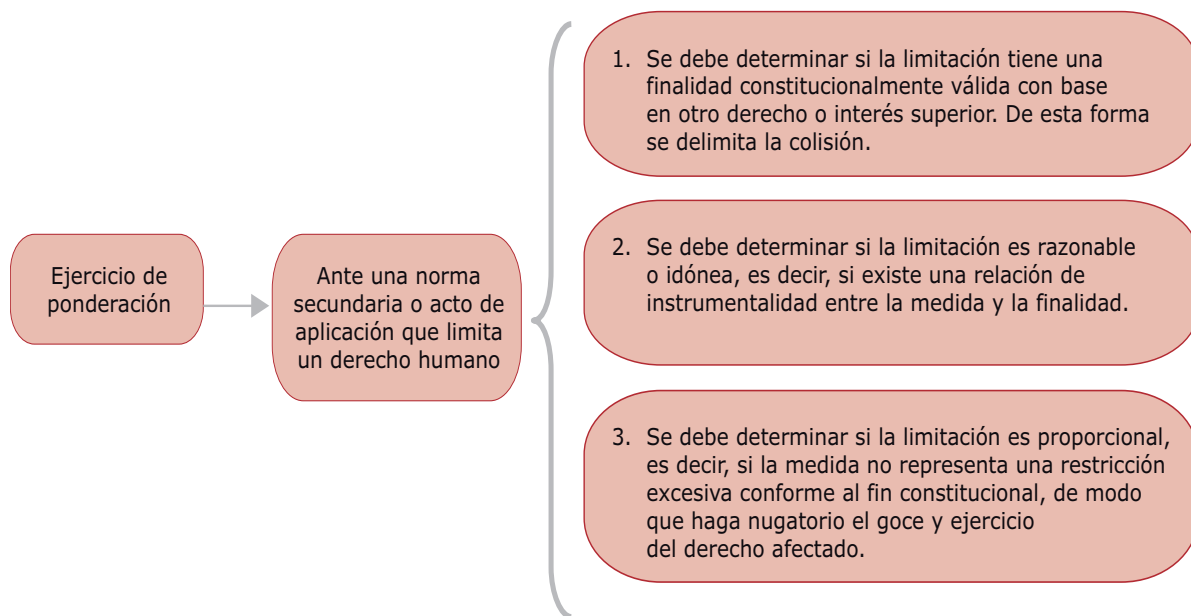 Ejercicio de
ponderación
Ante una norma
secundaria o acto de
aplicación que limita
un derecho humano
1. Se debe determinar si la limitación tiene una
finalidad constitucionalmente válida con base
en otro derecho o interés superior. De esta forma
se delimita la colisión.
2. Se debe determinar si la limitación es razonable
o idónea, es decir, si existe una relación de
instrumentalidad entre la medida y la finalidad.
3. Se debe determinar si la limitación es proporcional,
es decir, si la medida no representa una restricción
excesiva conforme al fin constitucional, de modo
que haga nugatorio el goce y ejercicio
del derecho afectado.